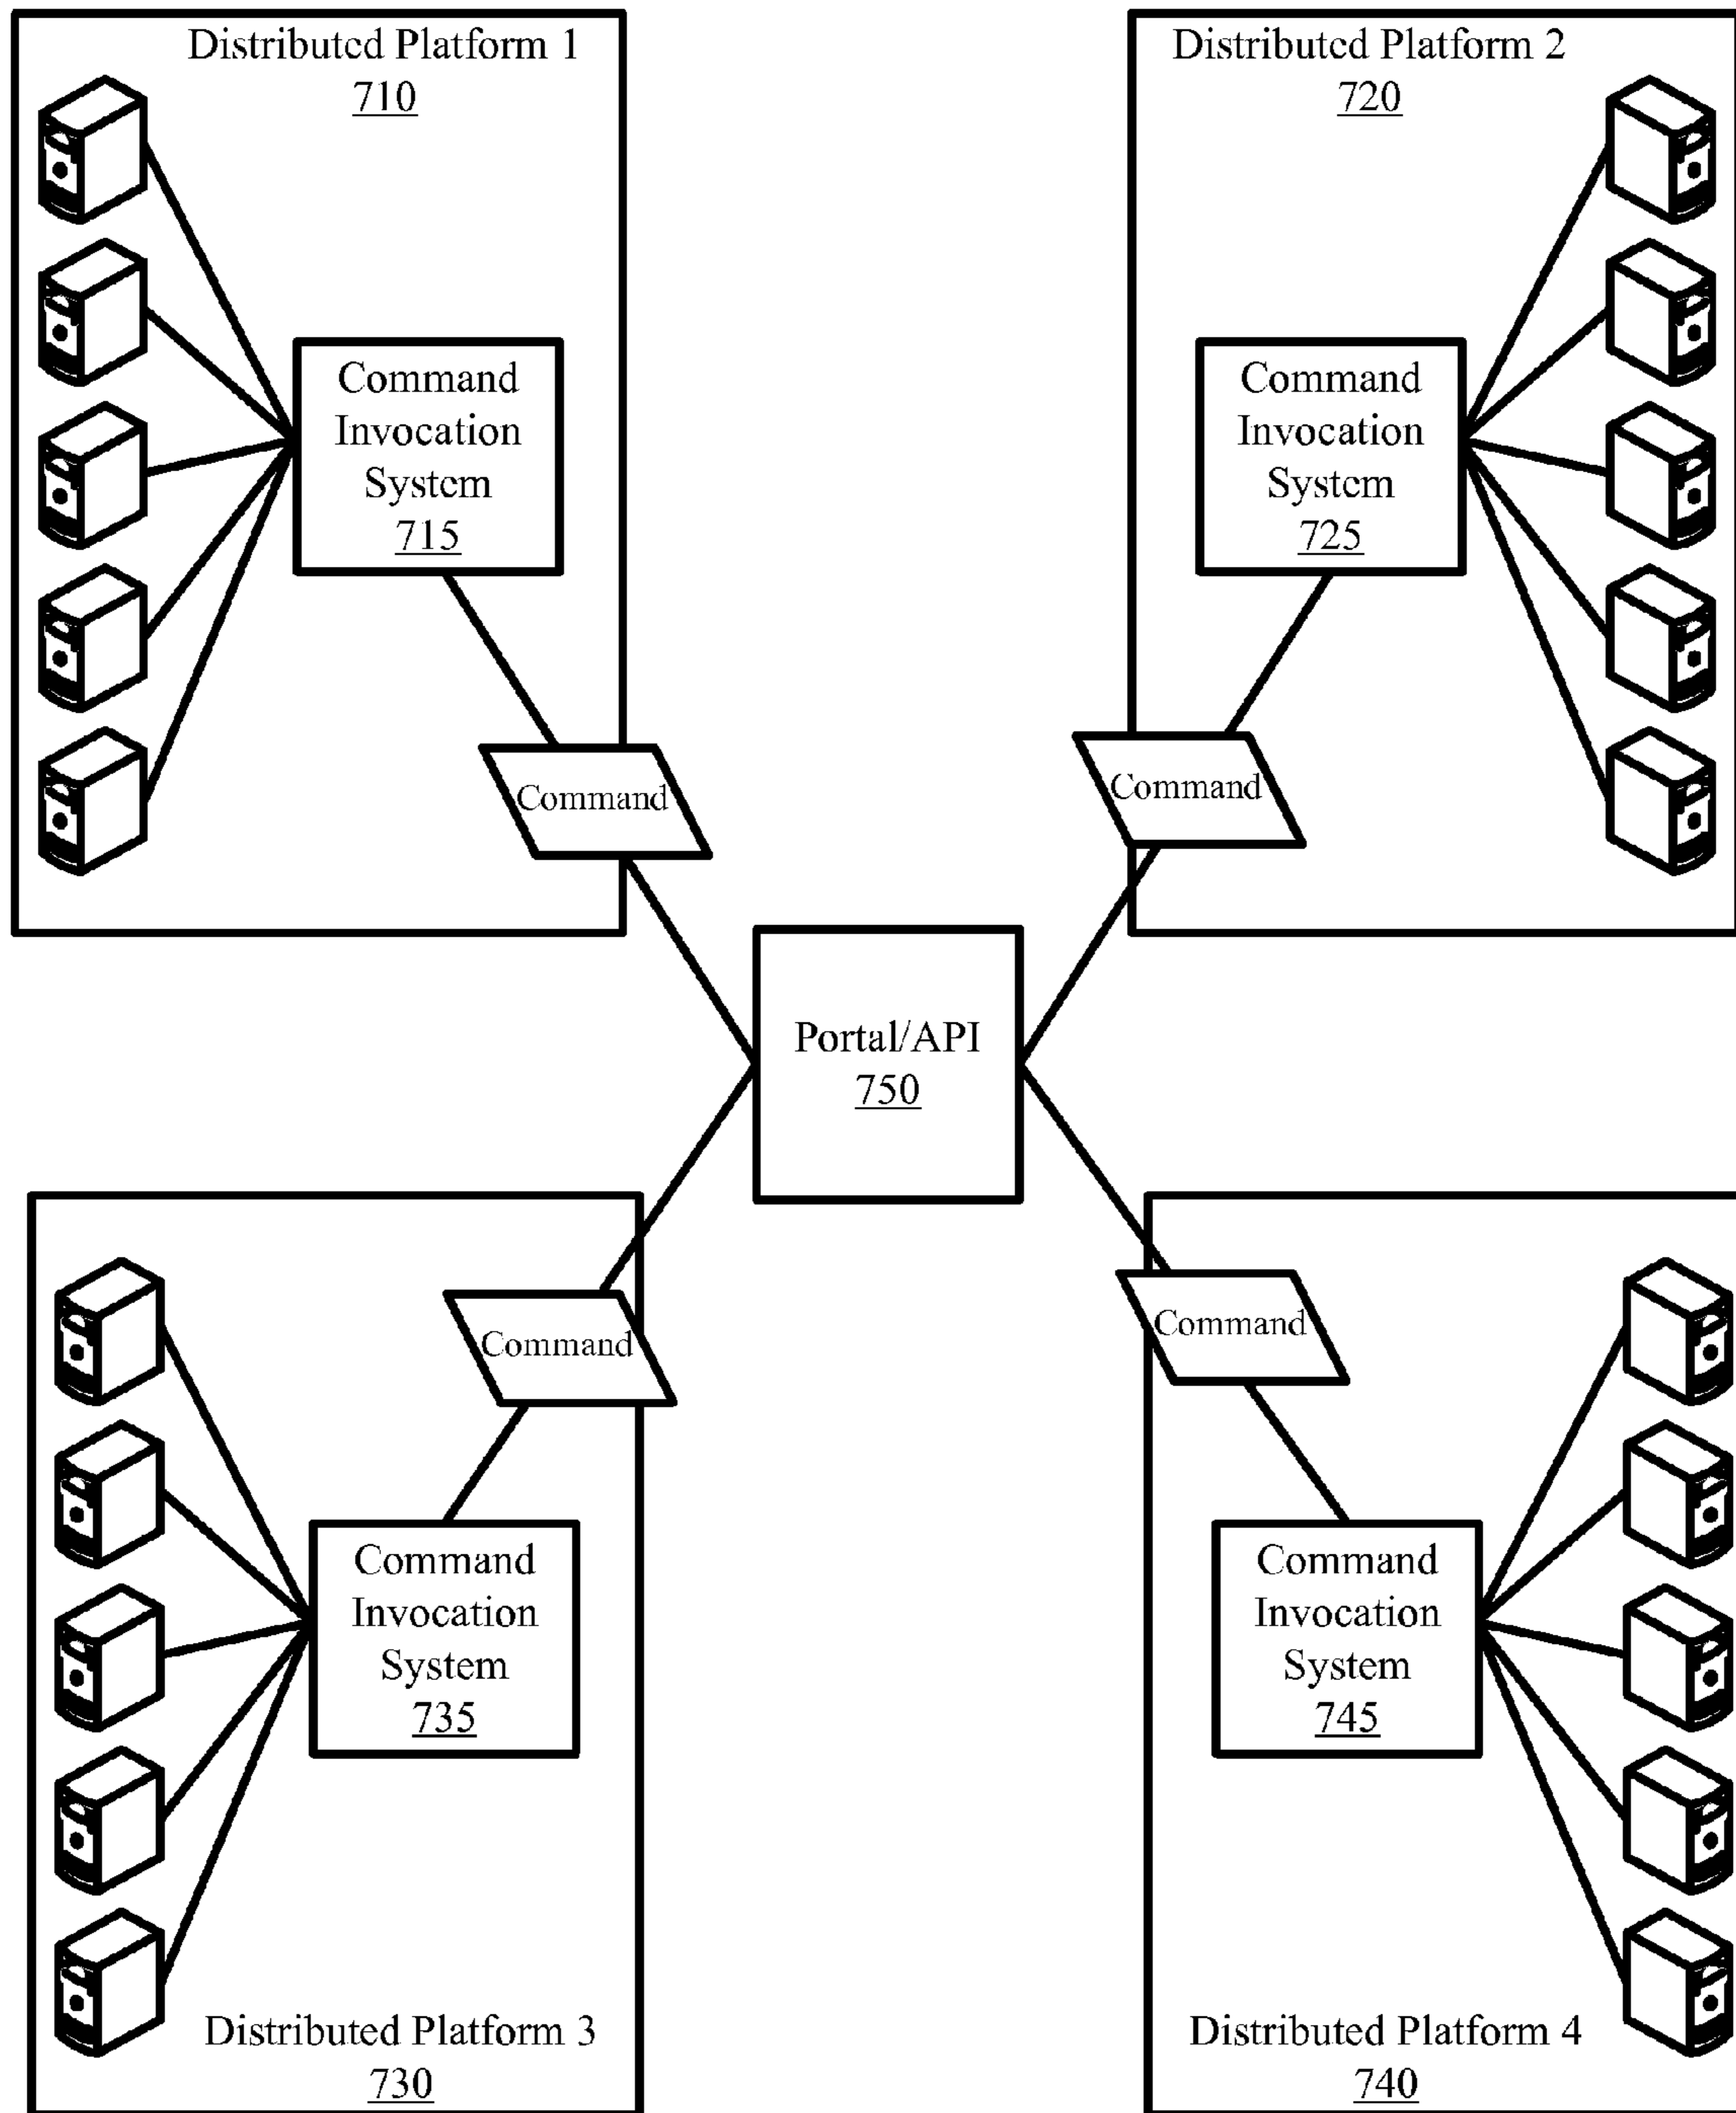 Distributed Platform 1
710
Distributed Platform 2
720
Command
Invocation
System
715
Command
Invocation
System
725
Command
Command
Portal/API
750
Command
Command
Command
Invocation
System
735
Command
Invocation
System
745
Distributed Platform 3
730
Distributed Platform 4
740